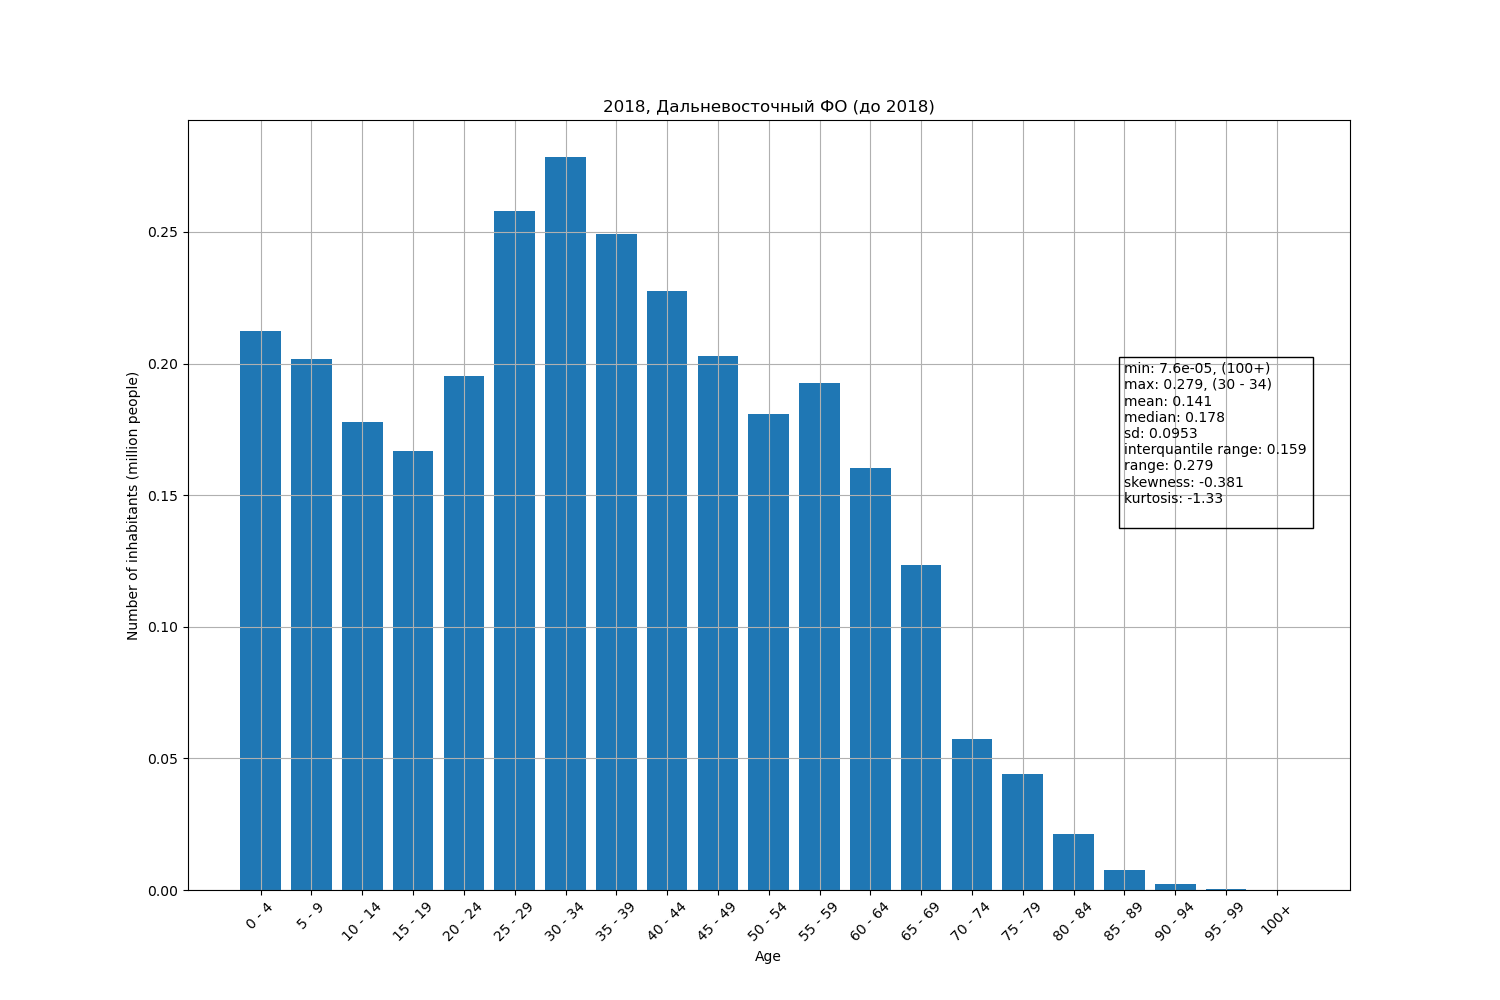 2018, Дальневосточный ФО (до 2018)
Number of inhabitants (million people)
0.25
0.20
0.15
0.10
0.05
0.00
min: 7.6e-05, (100+)
max: 0.279, (30 - 34)
mean: 0.141
median: 0.178
sd: 0.0953
interquantile range: 0.159
range: 0.279
skewness: -0.381
kurtosis: -1.33
0 - 4
5 - 9
10 - 14
15 - 19
20 - 24
25 - 29
30 - 34
35 - 39
40 - 44
45 - 49
50 - 54
55 - 59
60 - 64
65 - 69
70 - 74
75 - 79
80 - 84
85 - 89
90 - 94
95 - 99
100+
Age